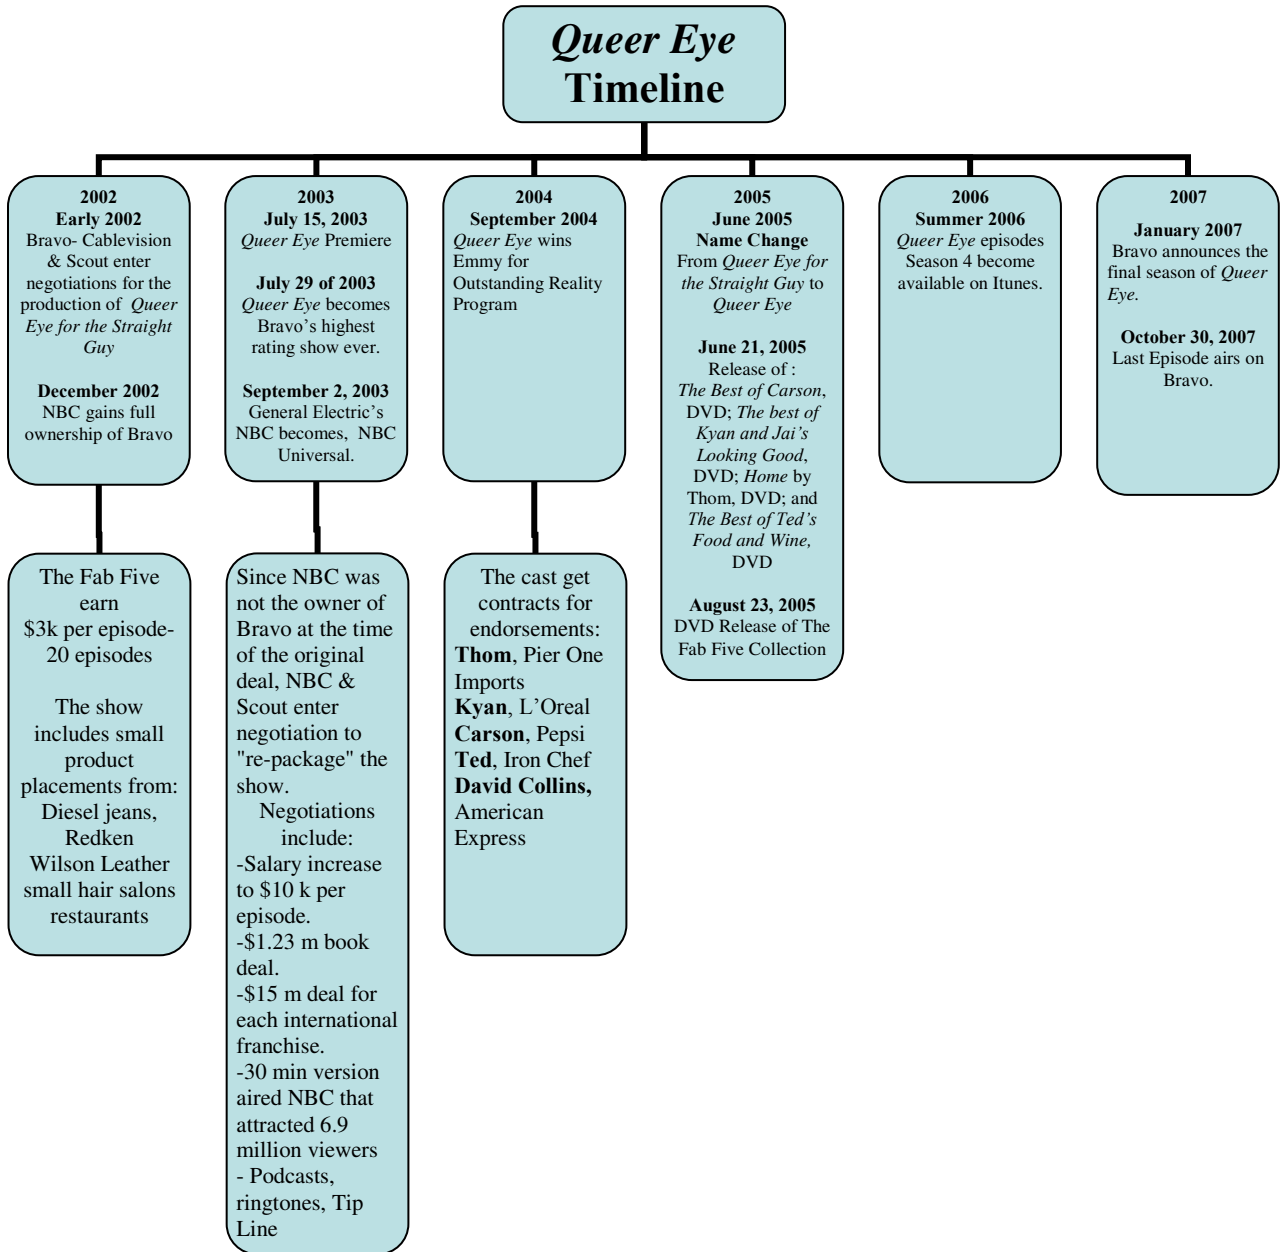 Queer Eye
Timeline
2002
Early 2002
Bravo- Cablevision
& Scout enter
negotiations for the
production of Queer
Eye for the Straight
Guy
December 2002
NBC gains full
ownership of Bravo
2003
July 15, 2003
Queer Eye Premiere
July 29 of 2003
Queer Eye becomes
Bravo’s highest
rating show ever.
September 2, 2003
General Electric’s
NBC becomes, NBC
Universal.
2004
September 2004
Queer Eye wins
Emmy for
Outstanding Reality
Program
2005
June 2005
Name Change
From Queer Eye for
the Straight Guy to
Queer Eye
June 21, 2005
Release of :
The Best of Carson,
DVD; The best of
Kyan and Jai’s
Looking Good,
DVD; Home by
Thom, DVD; and
The Best of Ted’s
Food and Wine,
DVD
August 23, 2005
DVD Release of The
Fab Five Collection
2006
Summer 2006
Queer Eye episodes
Season 4 become
available on Itunes.
2007
January 2007
Bravo announces the
final season of Queer
Eye.
October 30, 2007
Last Episode airs on
Bravo.
The Fab Five
earn
$3k per episode-
20 episodes
The show
includes small
product
placements from:
Diesel jeans,
Redken
Wilson Leather
small hair salons
restaurants
Since NBC was
not the owner of
Bravo at the time
of the original
deal, NBC &
Scout enter
negotiation to
"re-package" the
show.
Negotiations
include:
-Salary increase
to $10 k per
episode.
-$1.23 m book
deal.
-$15 m deal for
each international
franchise.
-30 min version
aired NBC that
attracted 6.9
million viewers
- Podcasts,
ringtones, Tip
Line
The cast get
contracts for
endorsements:
Thom, Pier One
Imports
Kyan, L’Oreal
Carson, Pepsi
Ted, Iron Chef
David Collins,
American
Express